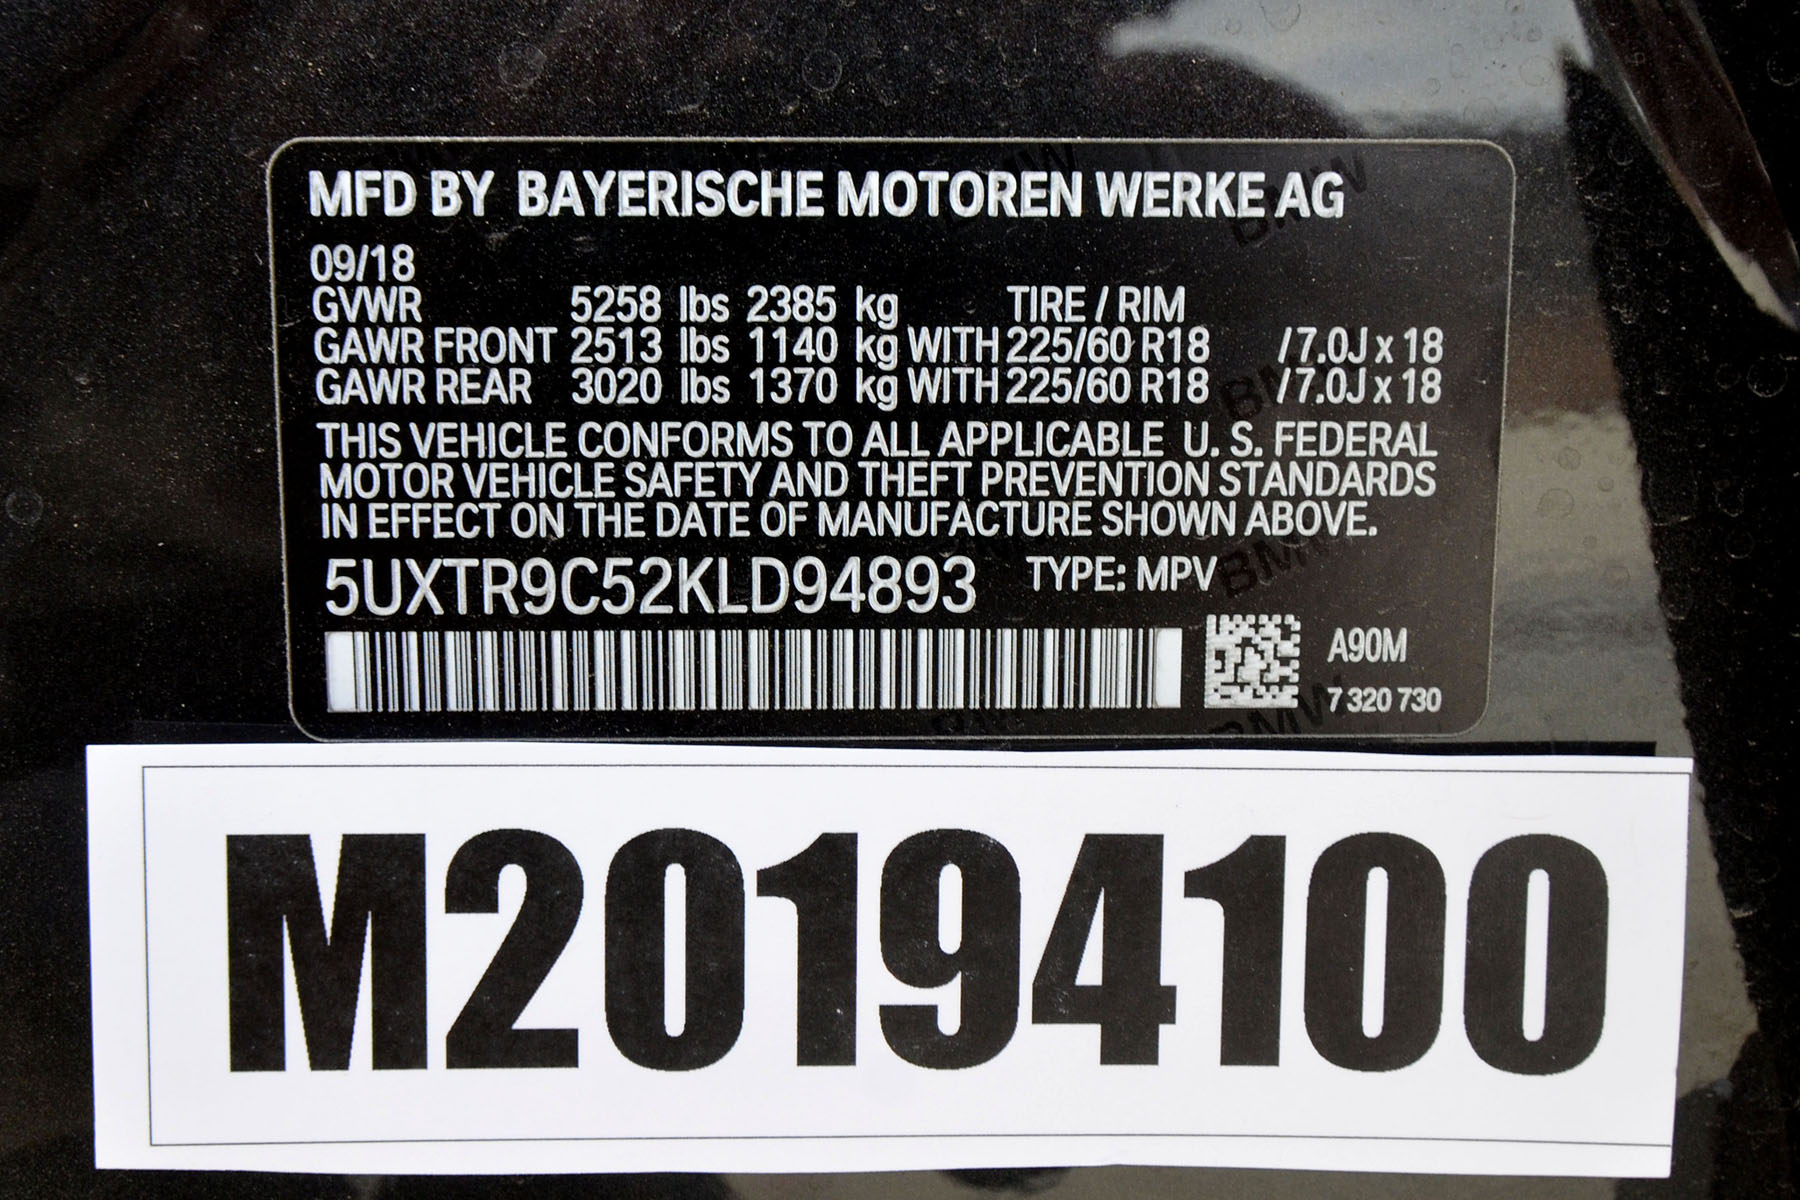 MFD BY BAYERISCHE MOTOREN WERKE AG
09/18
GVWR 5258 lbs 2385 kg TIRE / RIM
GAWR FRONT 2513 lbs 1140 kg WITH 225/60 R18 /7.0J x 18
GAWR REAR 3020 lbs 1370 kg WITH 225/60 R18 /7.0J x 18
THIS VEHICLE CONFORMS TO ALL APPLICABLE U. S. FEDERAL
MOTOR VEHICLE SAFETY AND THEFT PREVENTION STANDARDS
IN EFFECT ON THE DATE OF MANUFACTURE SHOWN ABOVE.
5UXTR9C52KLD94893 TYPE: MPV
A90M
7 320 730
M20194100